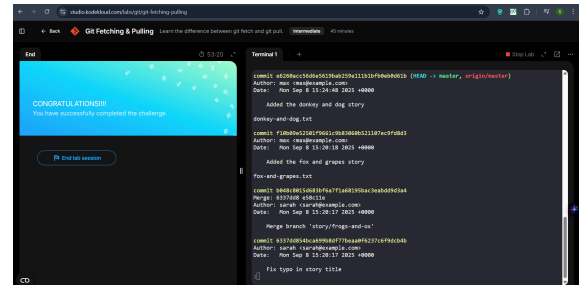 studio.kodekloud.com/labs/git/git-fetching-pulling
← Back
Git Fetching & Pulling
Learn the difference between git fetch and git pull.
Intermediate
45 minutes
End
53:20
Terminal 1
+
Stop Lab
CONGRATULATIONS!!!!
You have successfully completed the challenge.
End lab session
commit e6260acc56d6e5619bab259e111b1bfb0eb0d61b (HEAD -> master, origin/master)
Author: max <max@example.com>
Date: Mon Sep 8 15:24:48 2025 +0000
Added the donkey and dog story
donkey-and-dog.txt
commit f10b09e52501f9661c9b83060b521107ec9fd8d3
Author: max <max@example.com>
Date: Mon Sep 8 15:20:18 2025 +0000
Added the fox and grapes story
fox-and-grapes.txt
commit b048c8015d683bf6a7f1a68195bac3eabdd9d3a4
Merge: 6337dd8 e58c11e
Author: sarah <sarah@example.com>
Date: Mon Sep 8 15:20:17 2025 +0000
Merge branch 'story/frogs-and-ox'
commit 6337dd854bca699b8df77beaa0f6237c6f9dcb4b
Author: sarah <sarah@example.com>
Date: Mon Sep 8 15:20:17 2025 +0000
Fix typo in story title
: